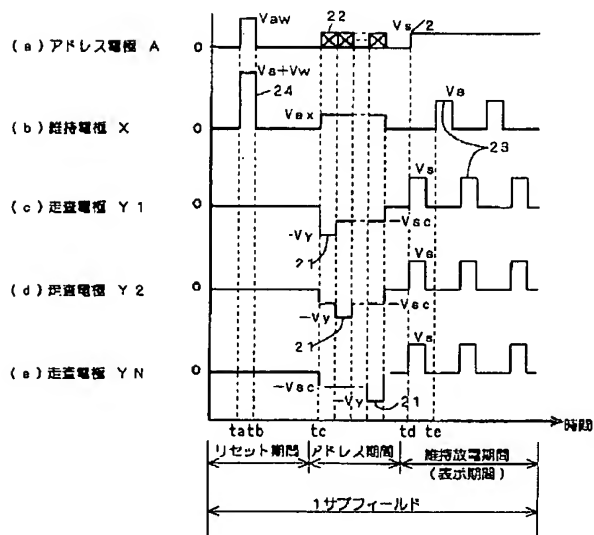 (a) アドレス電極 A
0
Vaw
22
Vs/2
Vs+Vw
24
(b) 維持電極 X
0
Vax
Vs
23
(c) 走査電極 Y1
0
Vs
-Vy
-Vsc
21
(d) 走査電極 Y2
0
Vs
-Vy
-Vsc
21
(e) 走査電極 YN
0
Vs
-Vsc
-Vy
21
ta tb tc td te 時間
リセット期間 アドレス期間 維持放電期間
(表示期間)
1サブフィールド